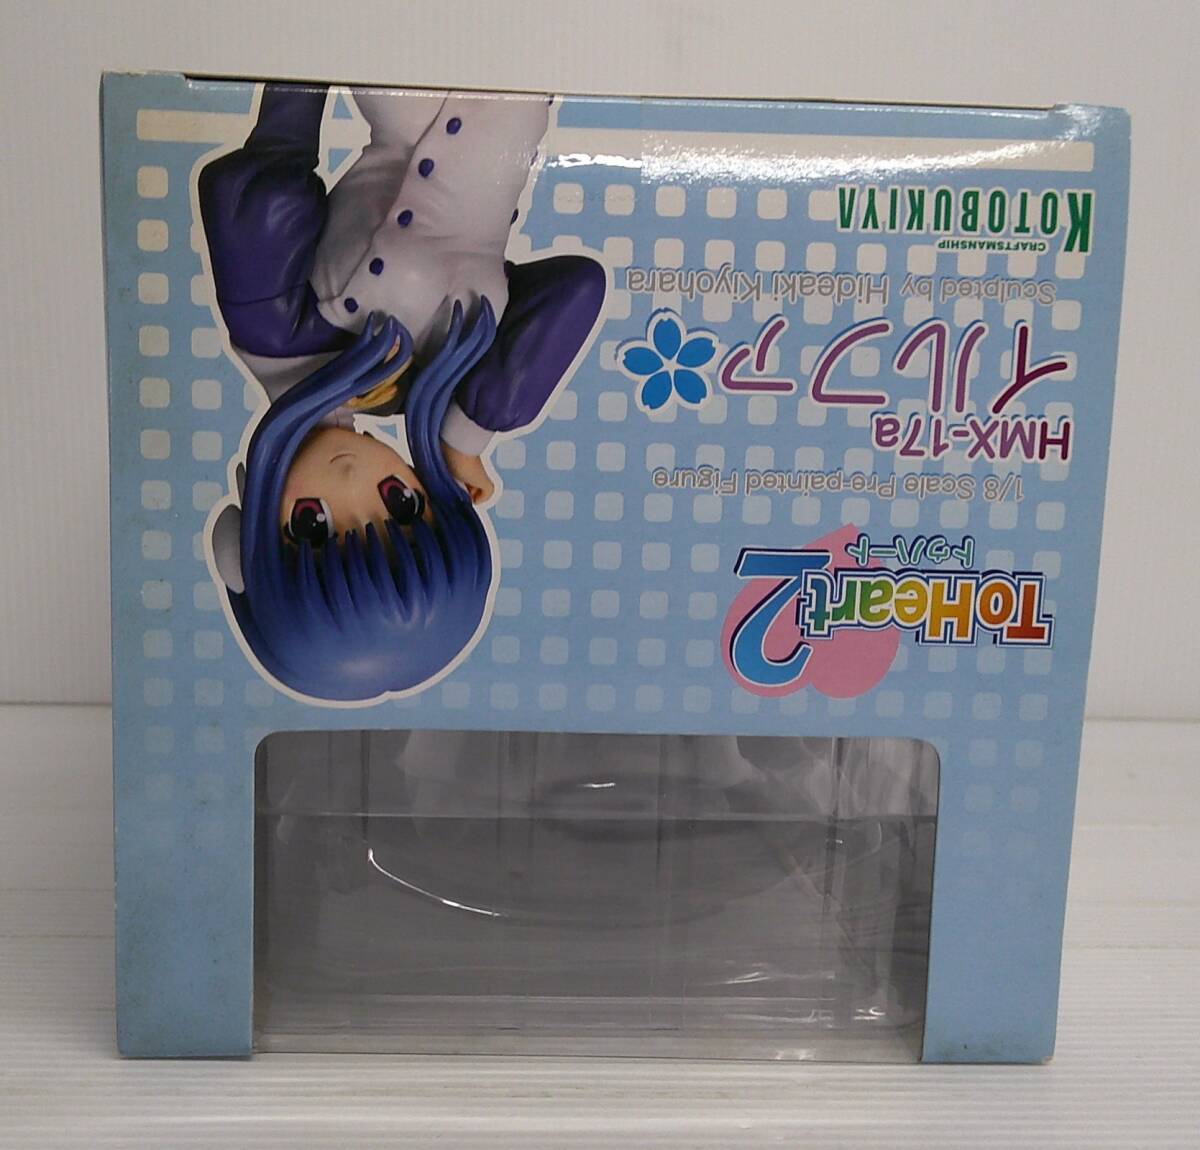 ToHeart2
トゥハート
1/8 Scale Pre-painted Figure
HMX-17a
イルファ
Sculpted by Hideaki Kiyohara
CRAFTSMANSHIP
KOTOBUKIYA